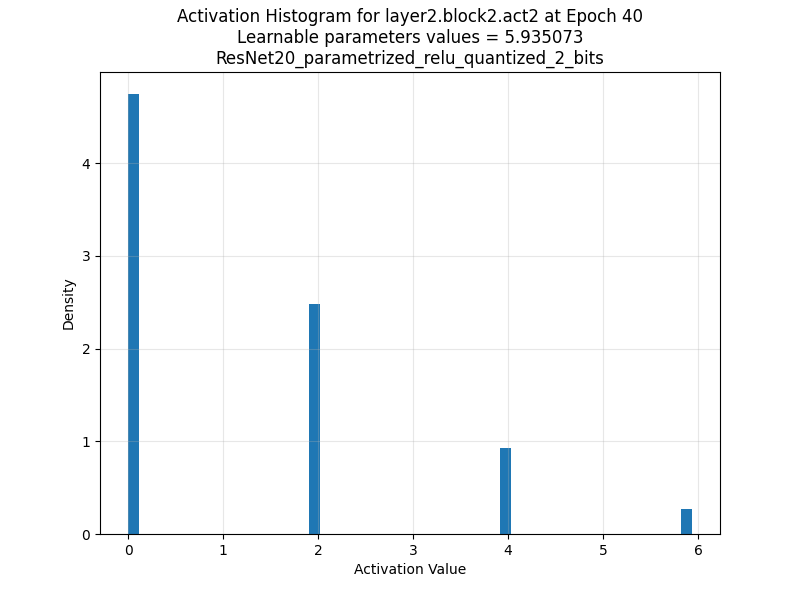 Activation Histogram for layer2.block2.act2 at Epoch 40
Learnable parameters values = 5.935073
ResNet20_parametrized_relu_quantized_2_bits
Density
4
3
2
1
0
0 1 2 3 4 5 6
Activation Value